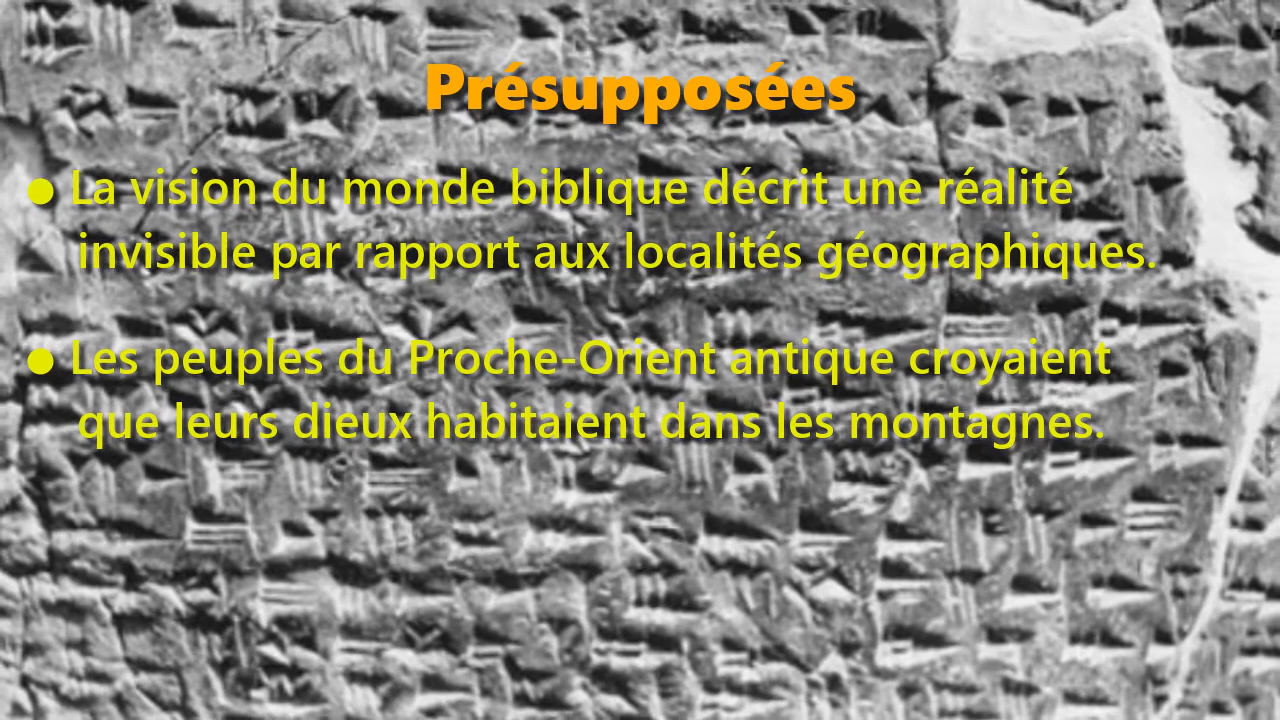 Présupposées
● La vision du monde biblique décrit une réalité
invisible par rapport aux localités géographiques.
● Les peuples du Proche-Orient antique croyaient
que leurs dieux habitaient dans les montagnes.